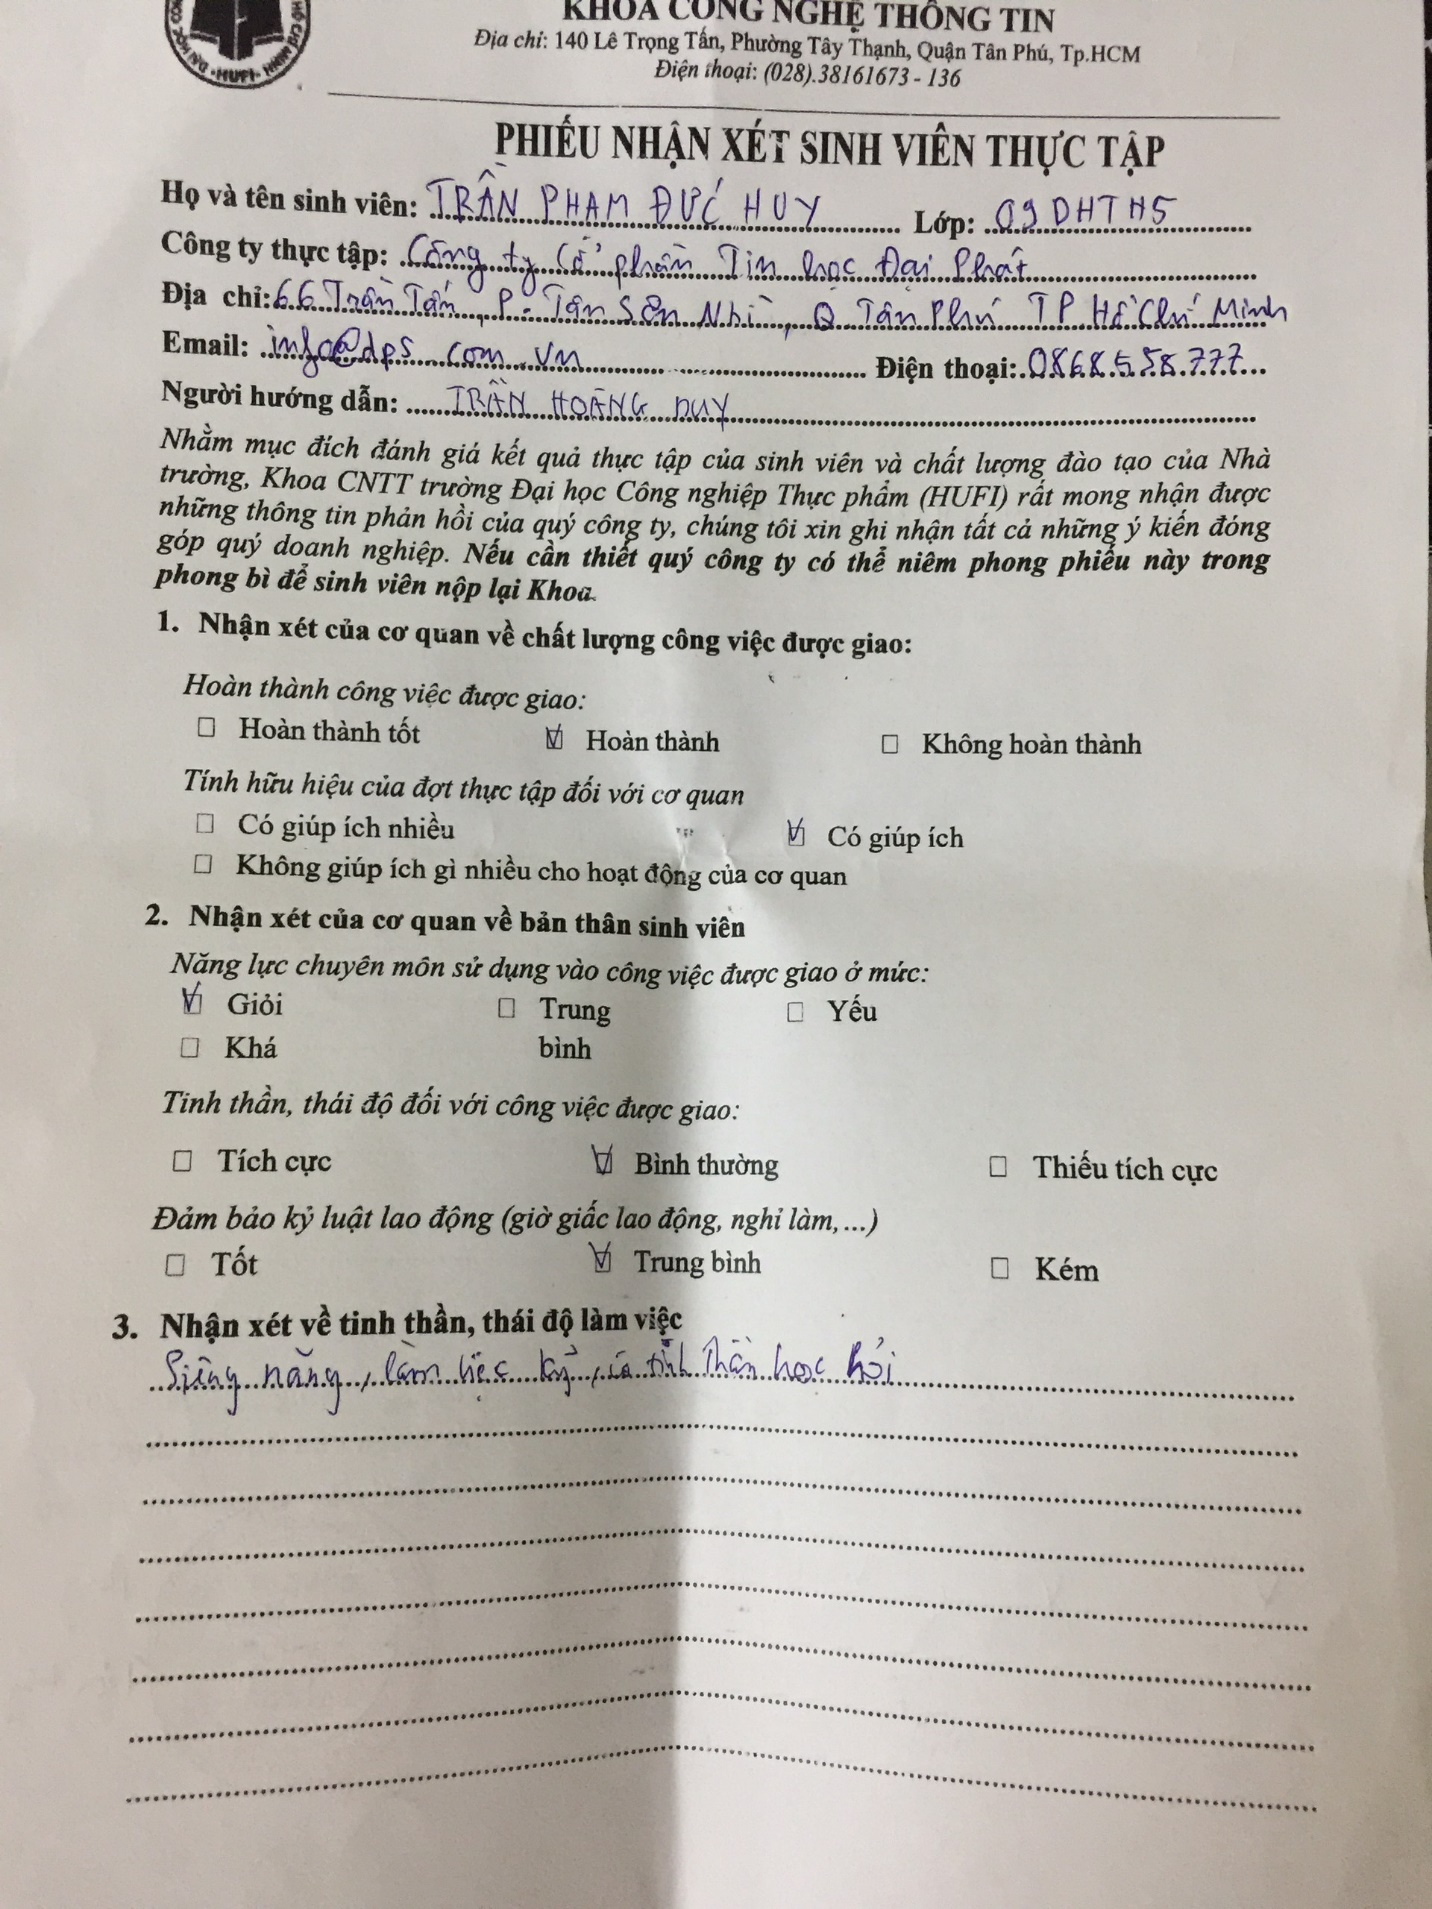 KHOA CÔNG NGHỆ THÔNG TIN
Địa chỉ: 140 Lê Trọng Tấn, Phường Tây Thạnh, Quận Tân Phú, Tp.HCM
Điện thoại: (028).38161673 - 136
HUFI
PHIẾU NHẬN XÉT SINH VIÊN THỰC TẬP
Họ và tên sinh viên: TRẦN PHAM ĐỨC HUY Lớp: 09DHTH5
Công ty thực tập: Công ty Cổ phần Tin học Đại Phát
Địa chỉ: 66 Trần Tấn, P. Tân Sơn Nhì, Q Tân Phú TP Hồ Chí Minh
Email: info@dps.com.vn Điện thoại: 0868.558.777
Người hướng dẫn: TRẦN HOÀNG DUY
Nhằm mục đích đánh giá kết quả thực tập của sinh viên và chất lượng đào tạo của Nhà
trường, Khoa CNTT trường Đại học Công nghiệp Thực phẩm (HUFI) rất mong nhận được
những thông tin phản hồi của quý công ty, chúng tôi xin ghi nhận tất cả những ý kiến đóng
góp quý doanh nghiệp. Nếu cần thiết quý công ty có thể niêm phong phiếu này trong
phong bì để sinh viên nộp lại Khoa.
1. Nhận xét của cơ quan về chất lượng công việc được giao:
Hoàn thành công việc được giao:
☐ Hoàn thành tốt ☑ Hoàn thành ☐ Không hoàn thành
Tính hữu hiệu của đợt thực tập đối với cơ quan
☐ Có giúp ích nhiều ☑ Có giúp ích
☐ Không giúp ích gì nhiều cho hoạt động của cơ quan
2. Nhận xét của cơ quan về bản thân sinh viên
Năng lực chuyên môn sử dụng vào công việc được giao ở mức:
☑ Giỏi ☐ Trung ☐ Yếu
☐ Khá bình
Tinh thần, thái độ đối với công việc được giao:
☐ Tích cực ☑ Bình thường ☐ Thiếu tích cực
Đảm bảo kỷ luật lao động (giờ giấc lao động, nghỉ làm,...)
☐ Tốt ☑ Trung bình ☐ Kém
3. Nhận xét về tinh thần, thái độ làm việc
Siêng năng, làm việc kỹ, có tinh thần học hỏi